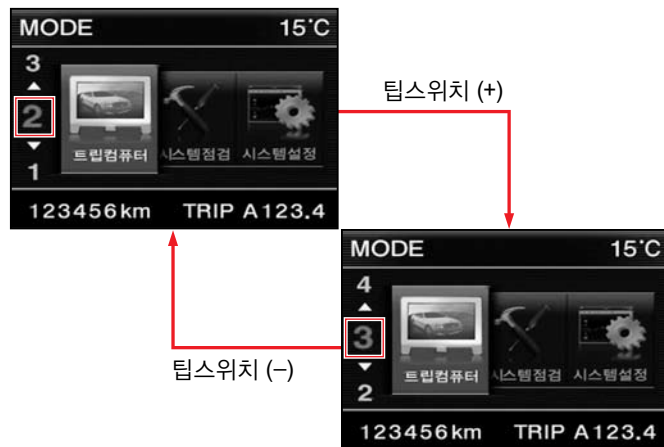 MODE 15°C
3
2
트립컴퓨터 시스템점검 시스템설정
1
123456km TRIP A 123.4
팁스위치 (+)
MODE 15°C
4
3
트립컴퓨터 시스템점검 시스템설정
2
123456km TRIP A 123.4
팁스위치 (–)